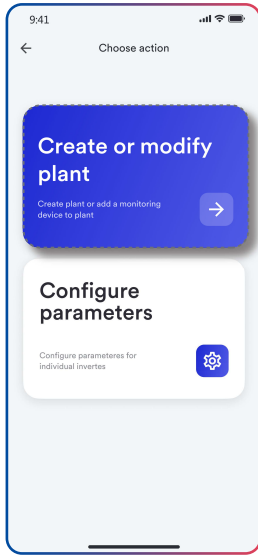 9:41
Choose action
Create or modify
plant
Create plant or add a monitoring
device to plant
Configure
parameters
Configure parameteres for
individual invertes